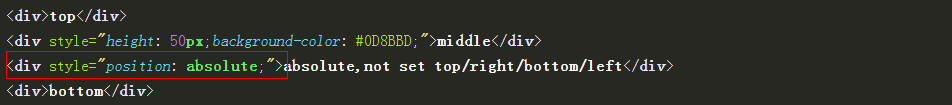 <div>top</div>
<div style="height: 50px;background-color: #0D8BBD;">middle</div>
<div style="position: absolute;">absolute,not set top/right/bottom/left</div>
<div>bottom</div>